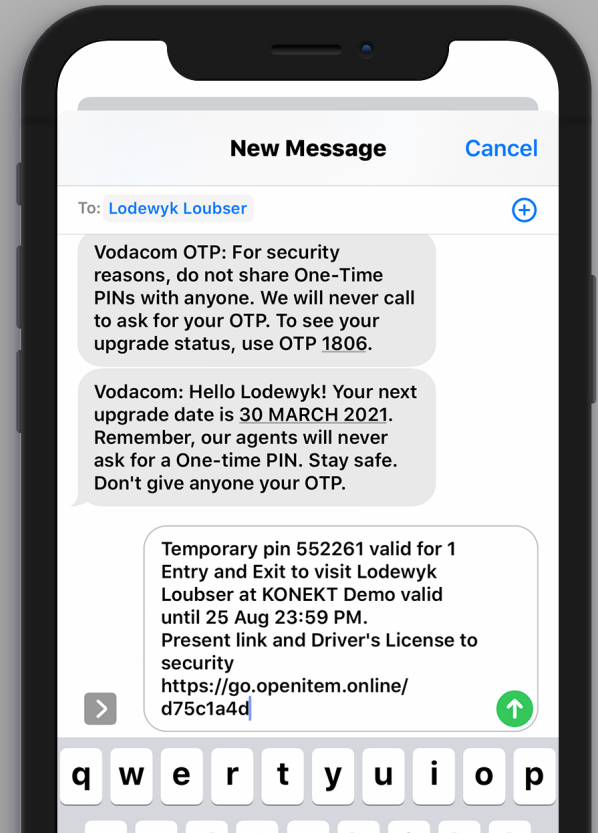 New Message
Cancel
To: Lodewyk Loubser
Vodacom OTP: For security
reasons, do not share One-Time
PINs with anyone. We will never call
to ask for your OTP. To see your
upgrade status, use OTP 1806.
Vodacom: Hello Lodewyk! Your next
upgrade date is 30 MARCH 2021.
Remember, our agents will never
ask for a One-time PIN. Stay safe.
Don't give anyone your OTP.
Temporary pin 552261 valid for 1
Entry and Exit to visit Lodewyk
Loubser at KONEKT Demo valid
until 25 Aug 23:59 PM.
Present link and Driver's License to
security
https://go.openitem.online/
d75c1a4d
q w e r t y u i o p